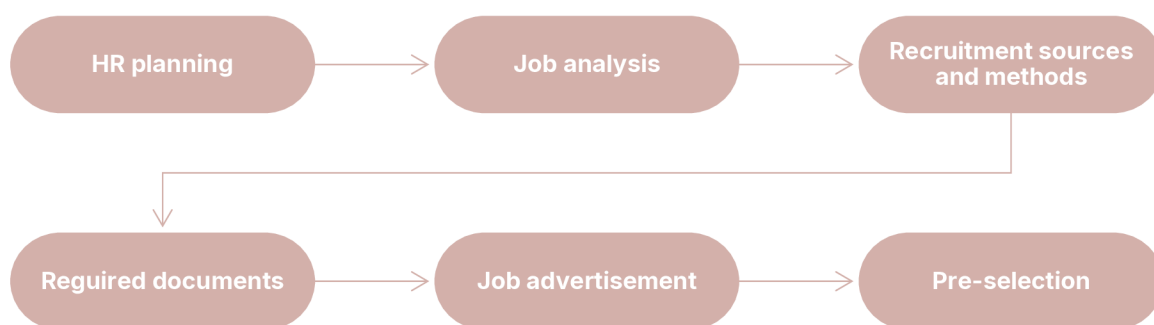 HR planning
Job analysis
Recruitment sources
and methods
Reguired documents
Job advertisement
Pre-selection